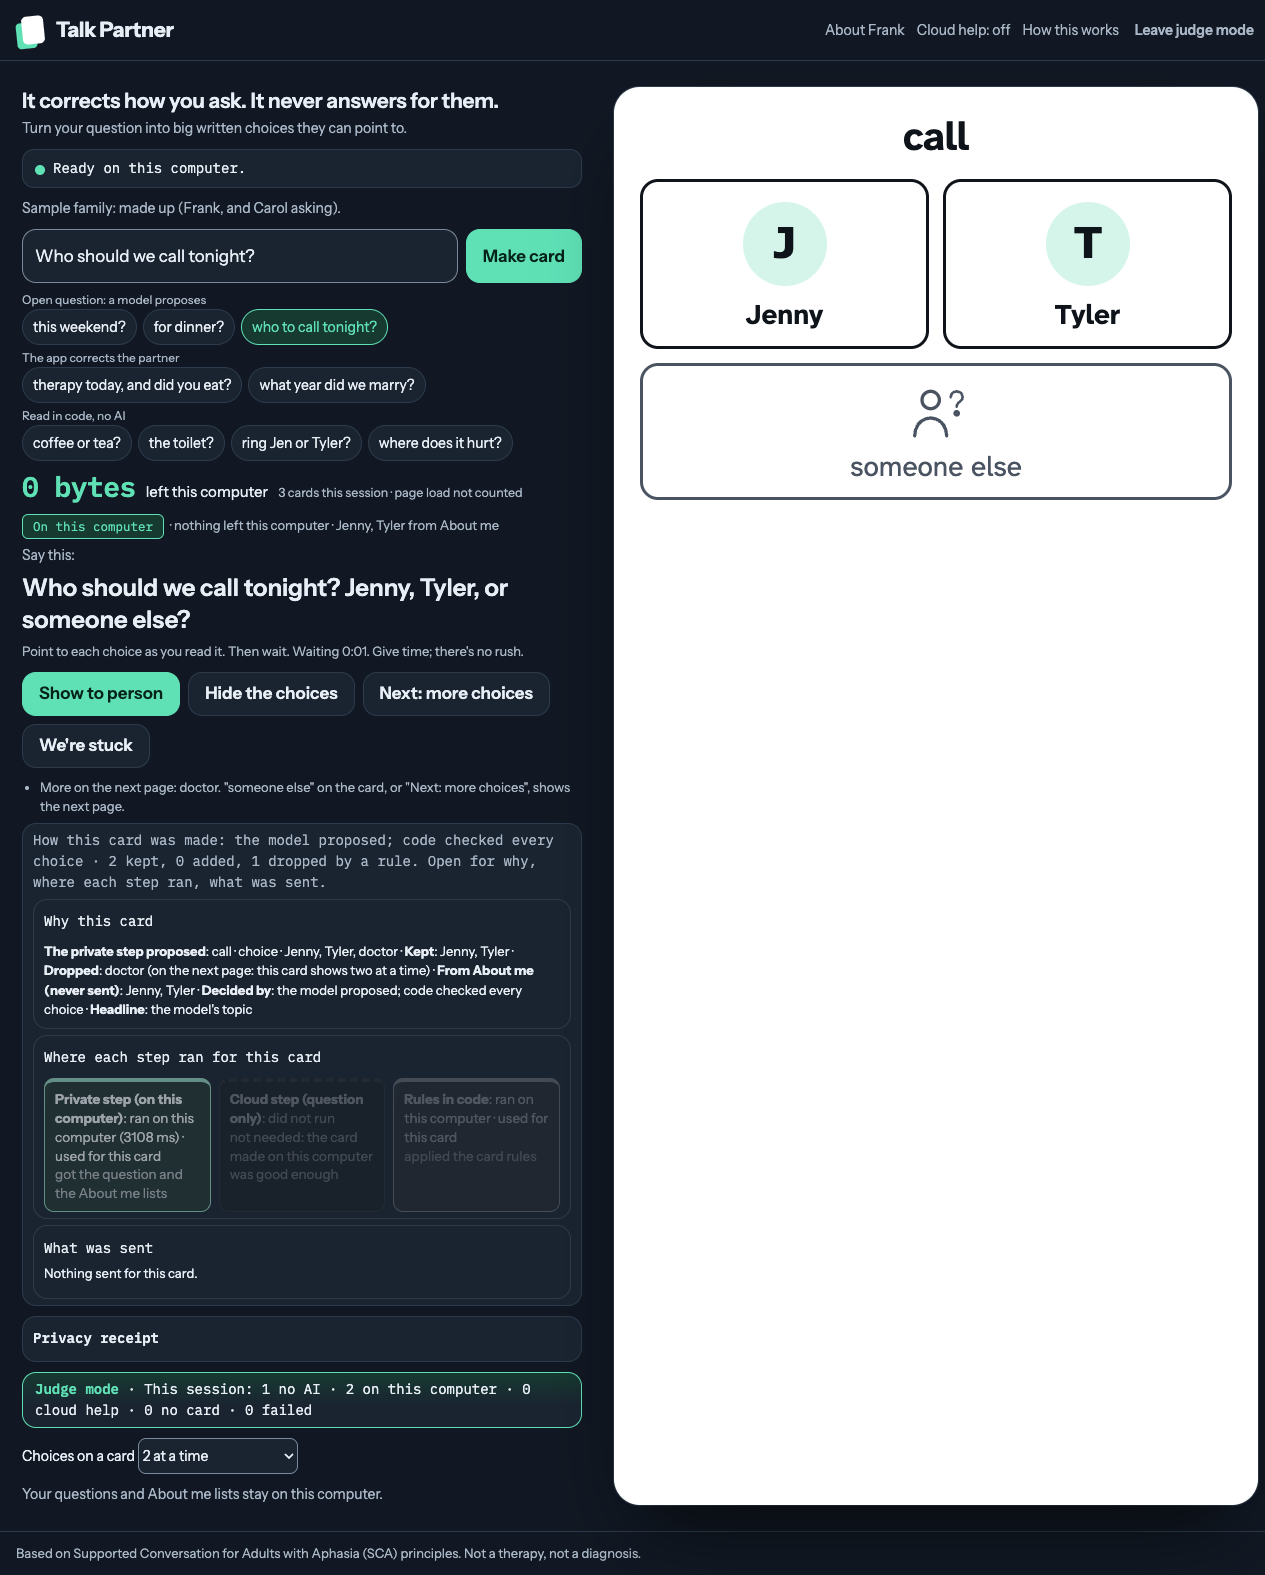 Talk Partner
About Frank
Cloud help: off
How this works
Leave judge mode
It corrects how you ask. It never answers for them.
Turn your question into big written choices they can point to.
Ready on this computer.
Sample family: made up (Frank, and Carol asking).
Who should we call tonight?
Make card
Open question: a model proposes
this weekend?
for dinner?
who to call tonight?
The app corrects the partner
therapy today, and did you eat?
what year did we marry?
Read in code, no AI
coffee or tea?
the toilet?
ring Jen or Tyler?
where does it hurt?
0 bytes left this computer 3 cards this session · page load not counted
On this computer · nothing left this computer · Jenny, Tyler from About me
Say this:
Who should we call tonight? Jenny, Tyler, or
someone else?
Point to each choice as you read it. Then wait. Waiting 0:01. Give time; there's no rush.
Show to person
Hide the choices
Next: more choices
We're stuck
• More on the next page: doctor. "someone else" on the card, or "Next: more choices", shows
the next page.
How this card was made: the model proposed; code checked every
choice · 2 kept, 0 added, 1 dropped by a rule. Open for why,
where each step ran, what was sent.
Why this card
The private step proposed: call · choice · Jenny, Tyler, doctor · Kept: Jenny, Tyler ·
Dropped: doctor (on the next page: this card shows two at a time) · From About me
(never sent): Jenny, Tyler · Decided by: the model proposed; code checked every
choice · Headline: the model's topic
Where each step ran for this card
Private step (on this
computer): ran on this
computer (3108 ms) ·
used for this card
got the question and
the About me lists
Cloud step (question
only): did not run
not needed: the card
made on this computer
was good enough
Rules in code: ran on
this computer · used for
this card
applied the card rules
What was sent
Nothing sent for this card.
Privacy receipt
Judge mode · This session: 1 no AI · 2 on this computer · 0
cloud help · 0 no card · 0 failed
Choices on a card 2 at a time
Your questions and About me lists stay on this computer.
call
J
Jenny
T
Tyler
?
someone else
Based on Supported Conversation for Adults with Aphasia (SCA) principles. Not a therapy, not a diagnosis.